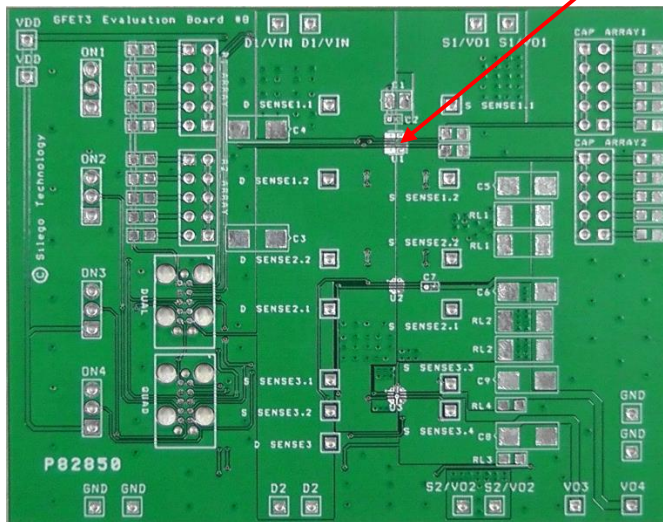 VDD
GFET3 Evaluation Board #8
D1/VIN D1/VIN
S1/VO1 S1/VO1
VDD
ON1
CAP ARRAY1
D SENSE1.1
S SENSE1.1
C2
C4
U1
ON2
R2 ARRAY
CAP ARRAY2
D SENSE1.2
S SENSE1.2
C5
RL1
© Silego Technology
C3
S SENSE2.2
RL1
D SENSE2.2
ON3
DUAL
C7
U2
C6
D SENSE2.1
S SENSE2.1
RL2
RL2
ON4
QUAD
S SENSE3.1
S SENSE3.3
C9
S SENSE3.2
U3
RL4
GND
D SENSE3
S SENSE3.4
C8
GND
P82850
RL3
GND GND
D2 D2
S2/VO2 S2/VO2
VO3
VO4